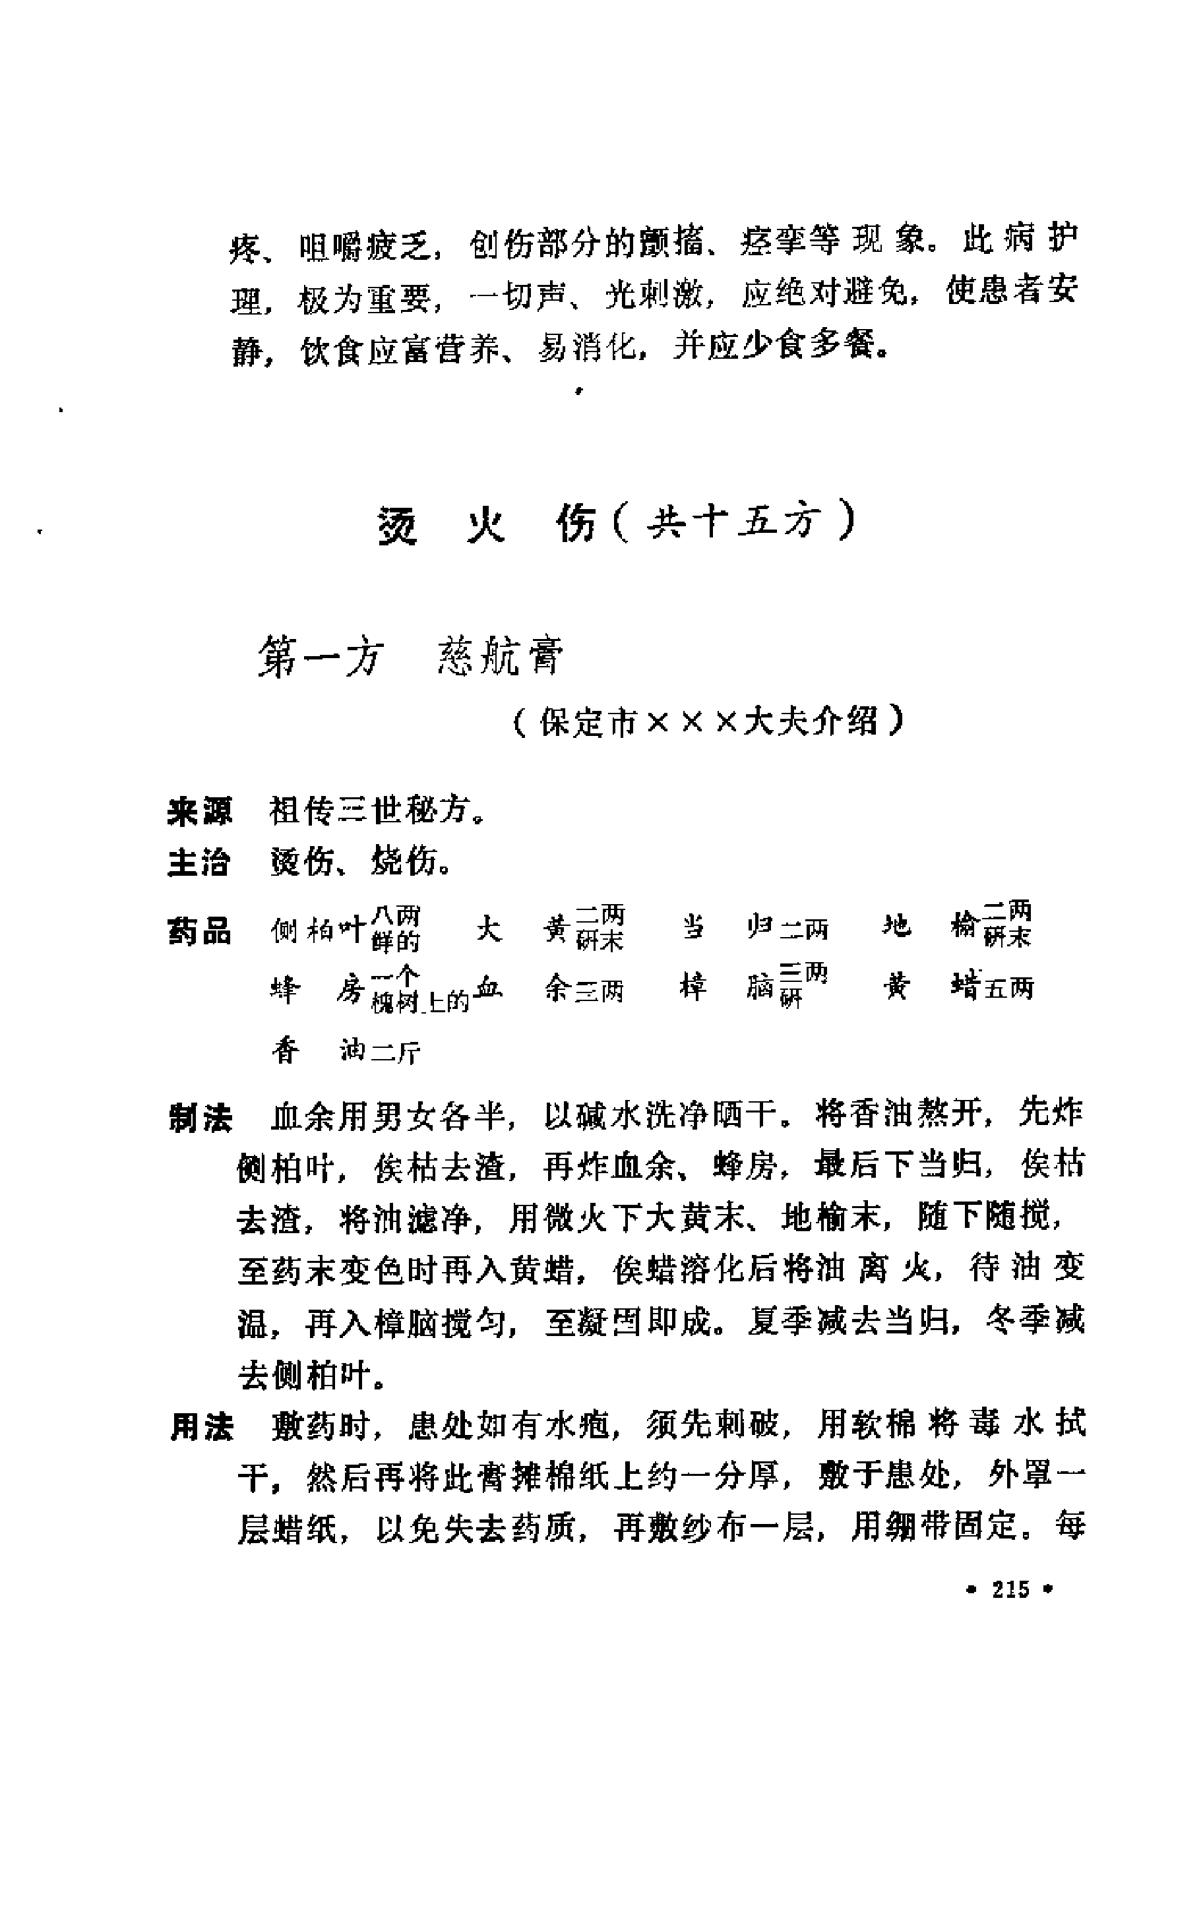 疼、咀嚼疲乏，创伤部分的颤搐、痉挛等现象。此病护
理，极为重要，一切声、光刺激，应绝对避免，使患者安
静，饮食应富营养、易消化，并应少食多餐。
烫 火 伤（共十五方）
第一方 慈航膏
（保定市×××大夫介绍）
来源 祖传三世秘方。
主治 烫伤、烧伤。
药品 侧柏叶八两鲜的 大黄二两研末 当归二两 地榆二两研末
蜂房一个槐树上的 血余三两 樟脑三两研 黄蜡五两
香油二斤
制法 血余用男女各半，以碱水洗净晒干。将香油熬开，先炸
侧柏叶，俟枯去渣，再炸血余、蜂房，最后下当归，俟枯
去渣，将油滤净，用微火下大黄末、地榆末，随下随搅，
至药末变色时再入黄蜡，俟蜡溶化后将油离火，待油变
温，再入樟脑搅匀，至凝固即成。夏季减去当归，冬季减
去侧柏叶。
用法 敷药时，患处如有水疱，须先刺破，用软棉将毒水拭
干，然后再将此膏摊棉纸上约一分厚，敷于患处，外罩一
层蜡纸，以免失去药质，再敷纱布一层，用绷带固定。每
• 215 •